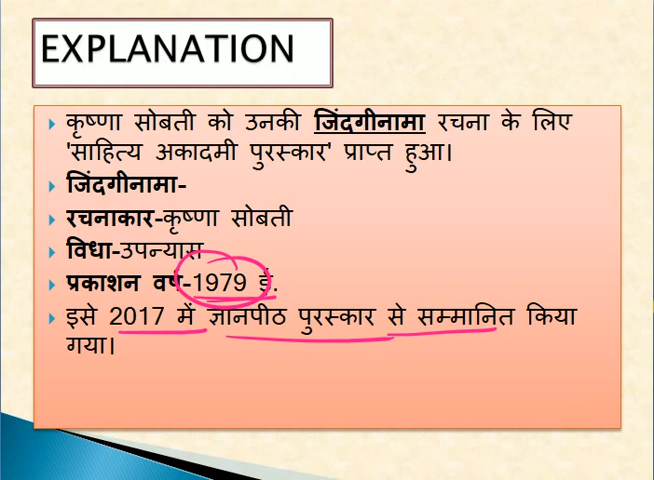 EXPLANATION
कृष्णा सोबती को उनकी जिंदगीनामा रचना के लिए
'साहित्य अकादमी पुरस्कार' प्राप्त हुआ।
जिंदगीनामा-
रचनाकार-कृष्णा सोबती
विधा-उपन्यास
प्रकाशन वर्ष-1979 ई.
इसे 2017 में ज्ञानपीठ पुरस्कार से सम्मानित किया
गया।